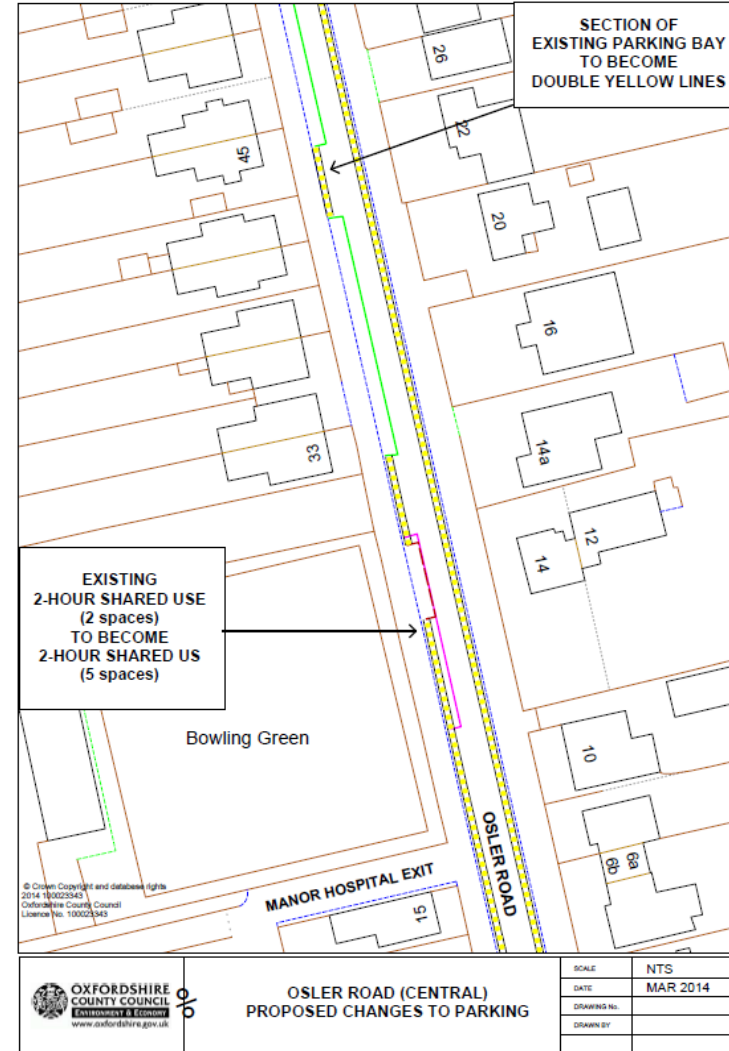 SECTION OF
EXISTING PARKING BAY
TO BECOME
DOUBLE YELLOW LINES
26
22
45
20
16
33
14a
12
14
EXISTING
2-HOUR SHARED USE
(2 spaces)
TO BECOME
2-HOUR SHARED US
(5 spaces)
Bowling Green
10
OSLER ROAD
6a
6b
MANOR HOSPITAL EXIT
15
© Crown Copyright and database rights
2014 100023343
Oxfordshire County Council
Licence No. 100023343
OXFORDSHIRE
COUNTY COUNCIL
ENVIRONMENT & ECONOMY
www.oxfordshire.gov.uk
%
OSLER ROAD (CENTRAL)
PROPOSED CHANGES TO PARKING
SCALE NTS
DATE MAR 2014
DRAWING No.
DRAWN BY